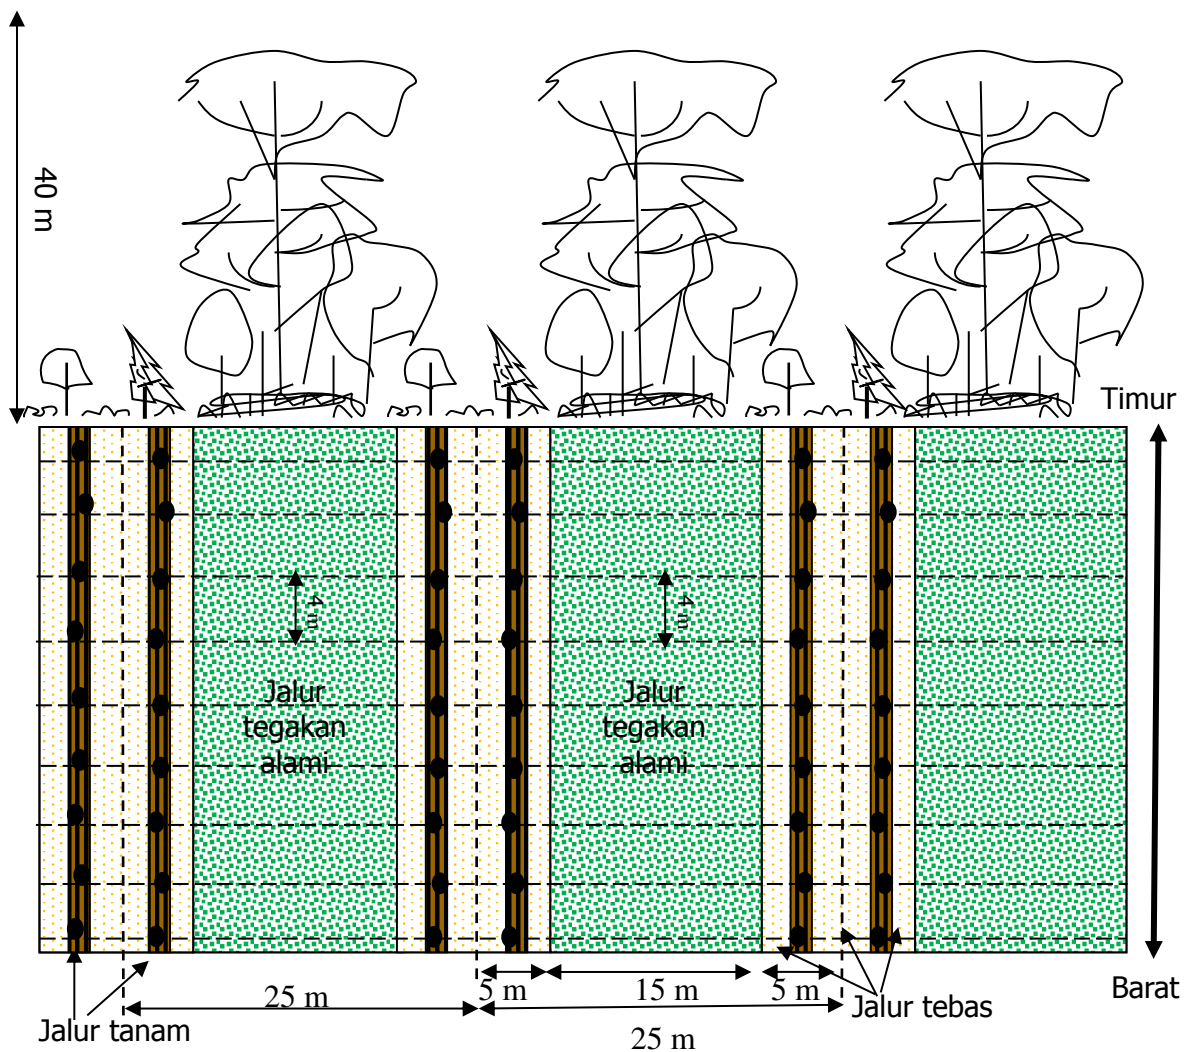 40 m
Timur
4 m
4 m
Jalur
tegakan
alami
Jalur
tegakan
alami
25 m
5 m
15 m
5 m
Barat
Jalur tanam
Jalur tebas
25 m